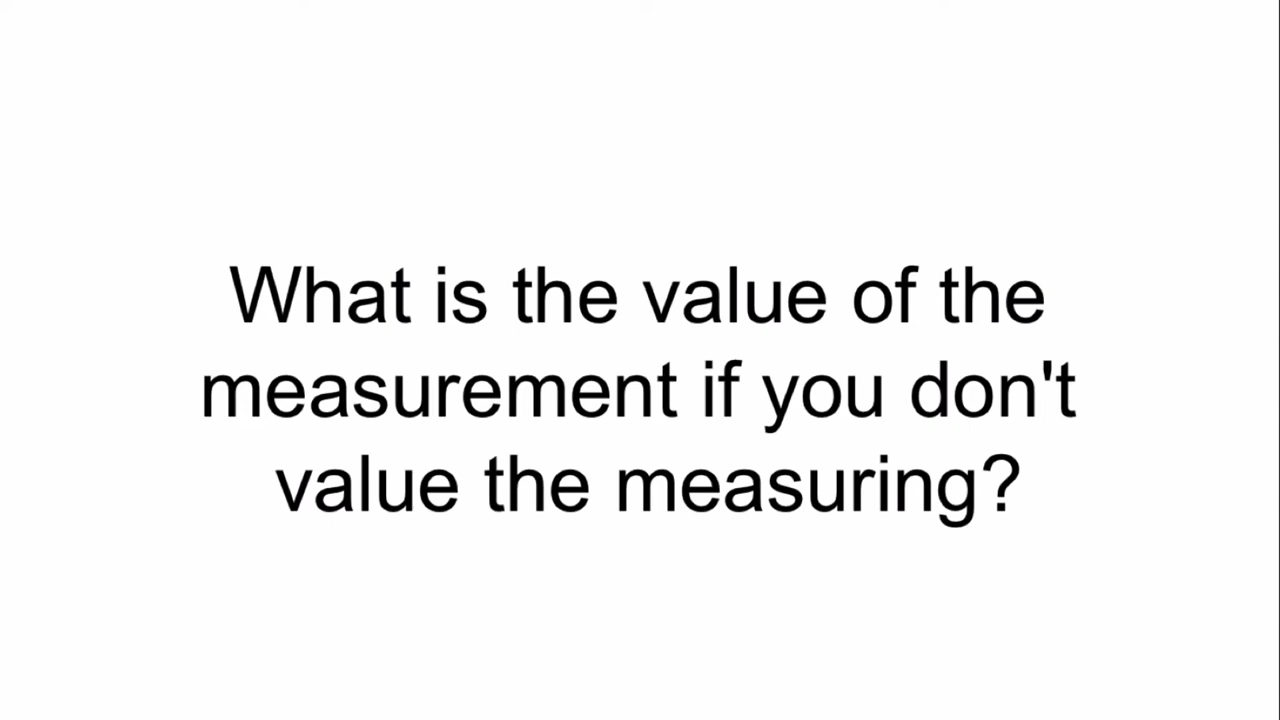 What is the value of the
measurement if you don't
value the measuring?